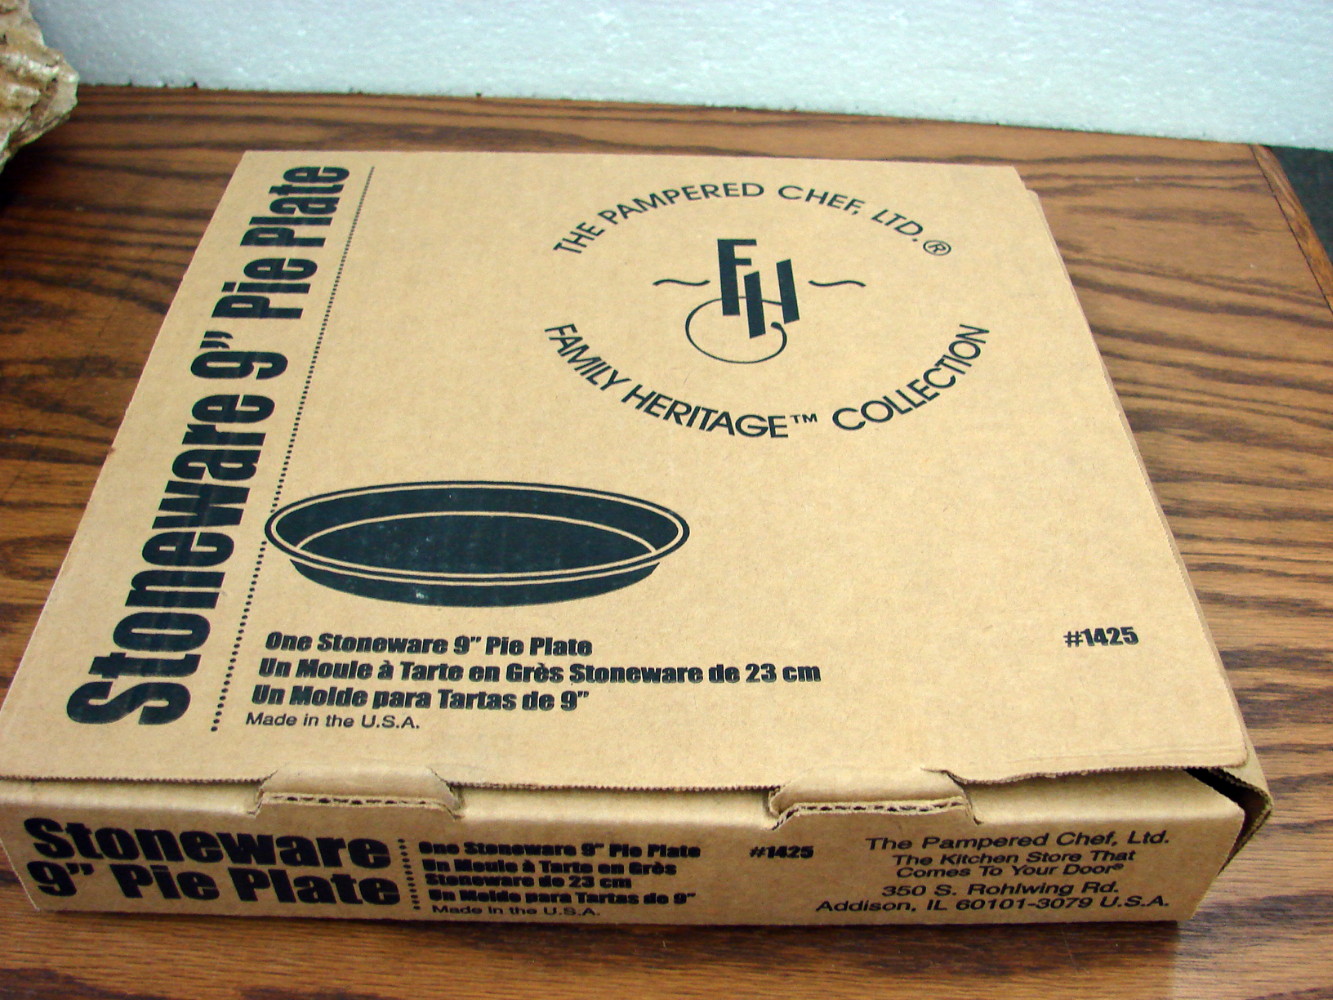 Stoneware 9" Pie Plate
THE PAMPERED CHEF, LTD.®
FH
FAMILY HERITAGE™ COLLECTION
One Stoneware 9" Pie Plate
Un Moule à Tarte en Grès Stoneware de 23 cm
Un Molde para Tartas de 9"
Made in the U.S.A.
#1425
Stoneware
9" Pie Plate
One Stoneware 9" Pie Plate
Un Moule à Tarte en Grès
Stoneware de 23 cm
Un Molde para Tartas de 9"
Made in the U.S.A.
#1425
The Pampered Chef, Ltd.
The Kitchen Store That
Comes To Your Door®
350 S. Rohlwing Rd.
Addison, IL 60101-3079 U.S.A.